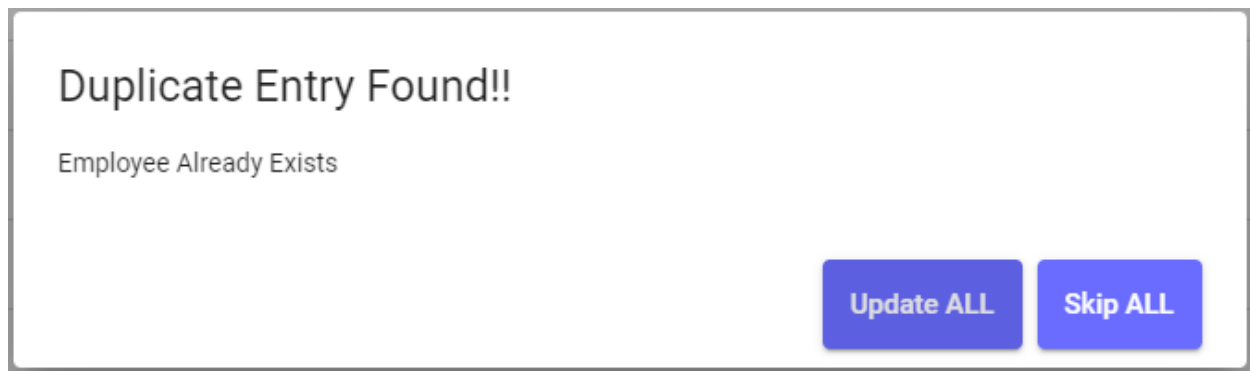 Duplicate Entry Found!!
Employee Already Exists
Update ALL Skip ALL